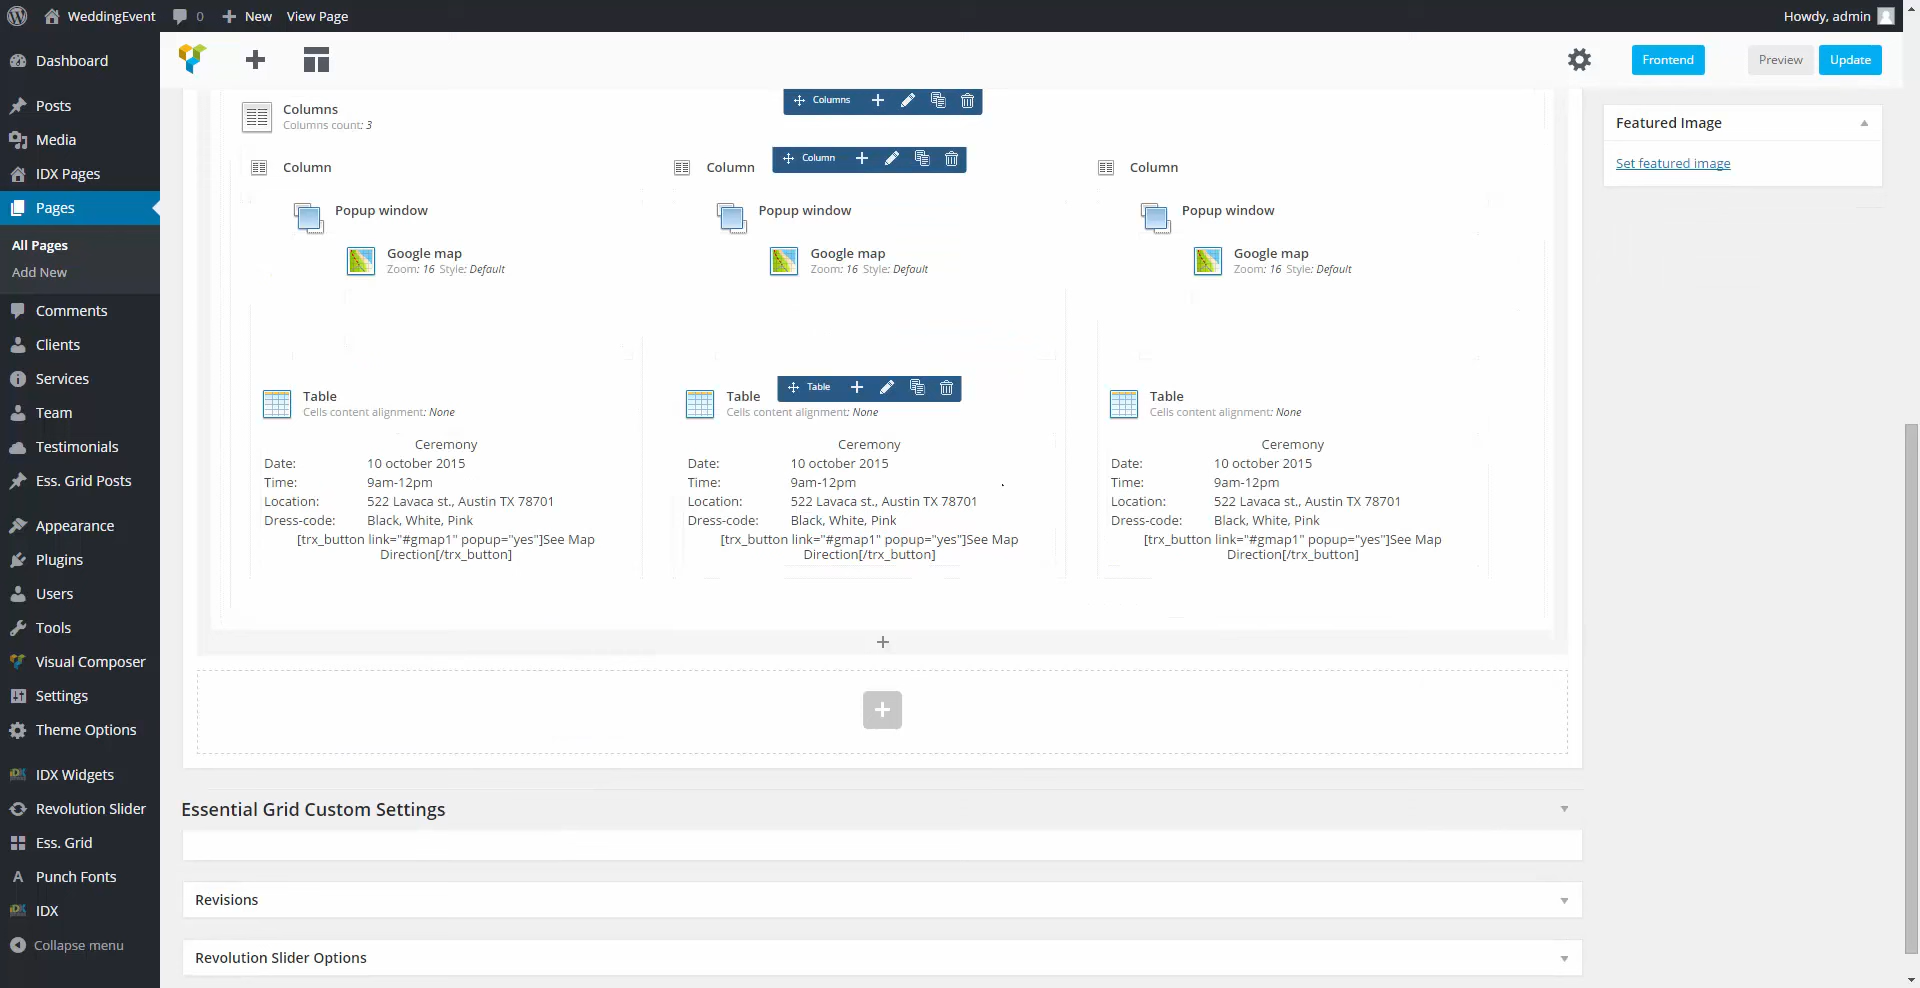 WeddingEvent 0 New View Page Howdy, admin
Dashboard
Posts
Media
IDX Pages
Pages
All Pages
Add New
Comments
Clients
Services
Team
Testimonials
Ess. Grid Posts
Appearance
Plugins
Users
Tools
Visual Composer
Settings
Theme Options
IDX Widgets
Revolution Slider
Ess. Grid
Punch Fonts
IDX
Collapse menu
Frontend Preview Update
Columns
Columns
Columns count: 3
Column
Column
Column
Column
Popup window
Popup window
Popup window
Google map
Zoom: 16 Style: Default
Google map
Zoom: 16 Style: Default
Google map
Zoom: 16 Style: Default
Table
Cells content alignment: None
Ceremony
Date: 10 october 2015
Time: 9am-12pm
Location: 522 Lavaca st., Austin TX 78701
Dress-code: Black, White, Pink
[trx_button link="#gmap1" popup="yes"]See Map
Direction[/trx_button]
Table
Table
Cells content alignment: None
Ceremony
Date: 10 october 2015
Time: 9am-12pm
Location: 522 Lavaca st., Austin TX 78701
Dress-code: Black, White, Pink
[trx_button link="#gmap1" popup="yes"]See Map
Direction[/trx_button]
Table
Cells content alignment: None
Ceremony
Date: 10 october 2015
Time: 9am-12pm
Location: 522 Lavaca st., Austin TX 78701
Dress-code: Black, White, Pink
[trx_button link="#gmap1" popup="yes"]See Map
Direction[/trx_button]
Essential Grid Custom Settings
Revisions
Revolution Slider Options
Featured Image
Set featured image